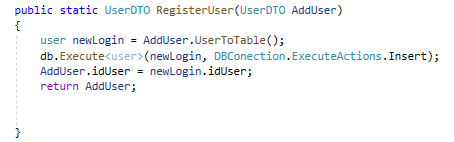 public static UserDTO RegisterUser(UserDTO AddUser)
{
user newLogin = AddUser.UserToTable();
db.Execute<user>(newLogin, DBConection.ExecuteActions.Insert);
AddUser.idUser = newLogin.idUser;
return AddUser;
}